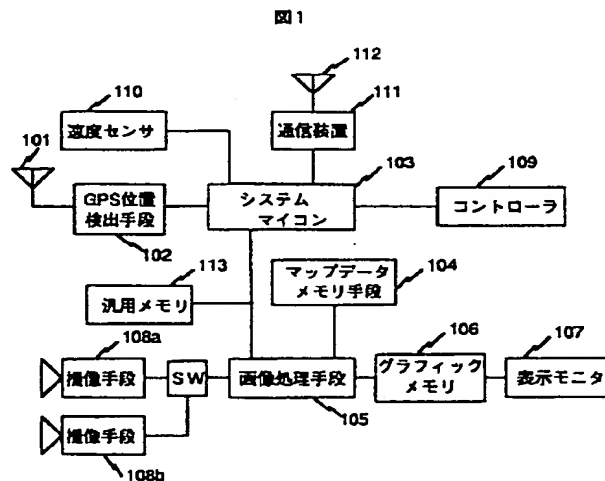 図1
112
110
111
速度センサ
通信装置
101
103
109
GPS位置
検出手段
システム
マイコン
コントローラ
102
113
104
汎用メモリ
マップデータ
メモリ手段
108a
106
107
撮像手段
SW
画像処理手段
グラフィック
メモリ
表示モニタ
105
撮像手段
108b